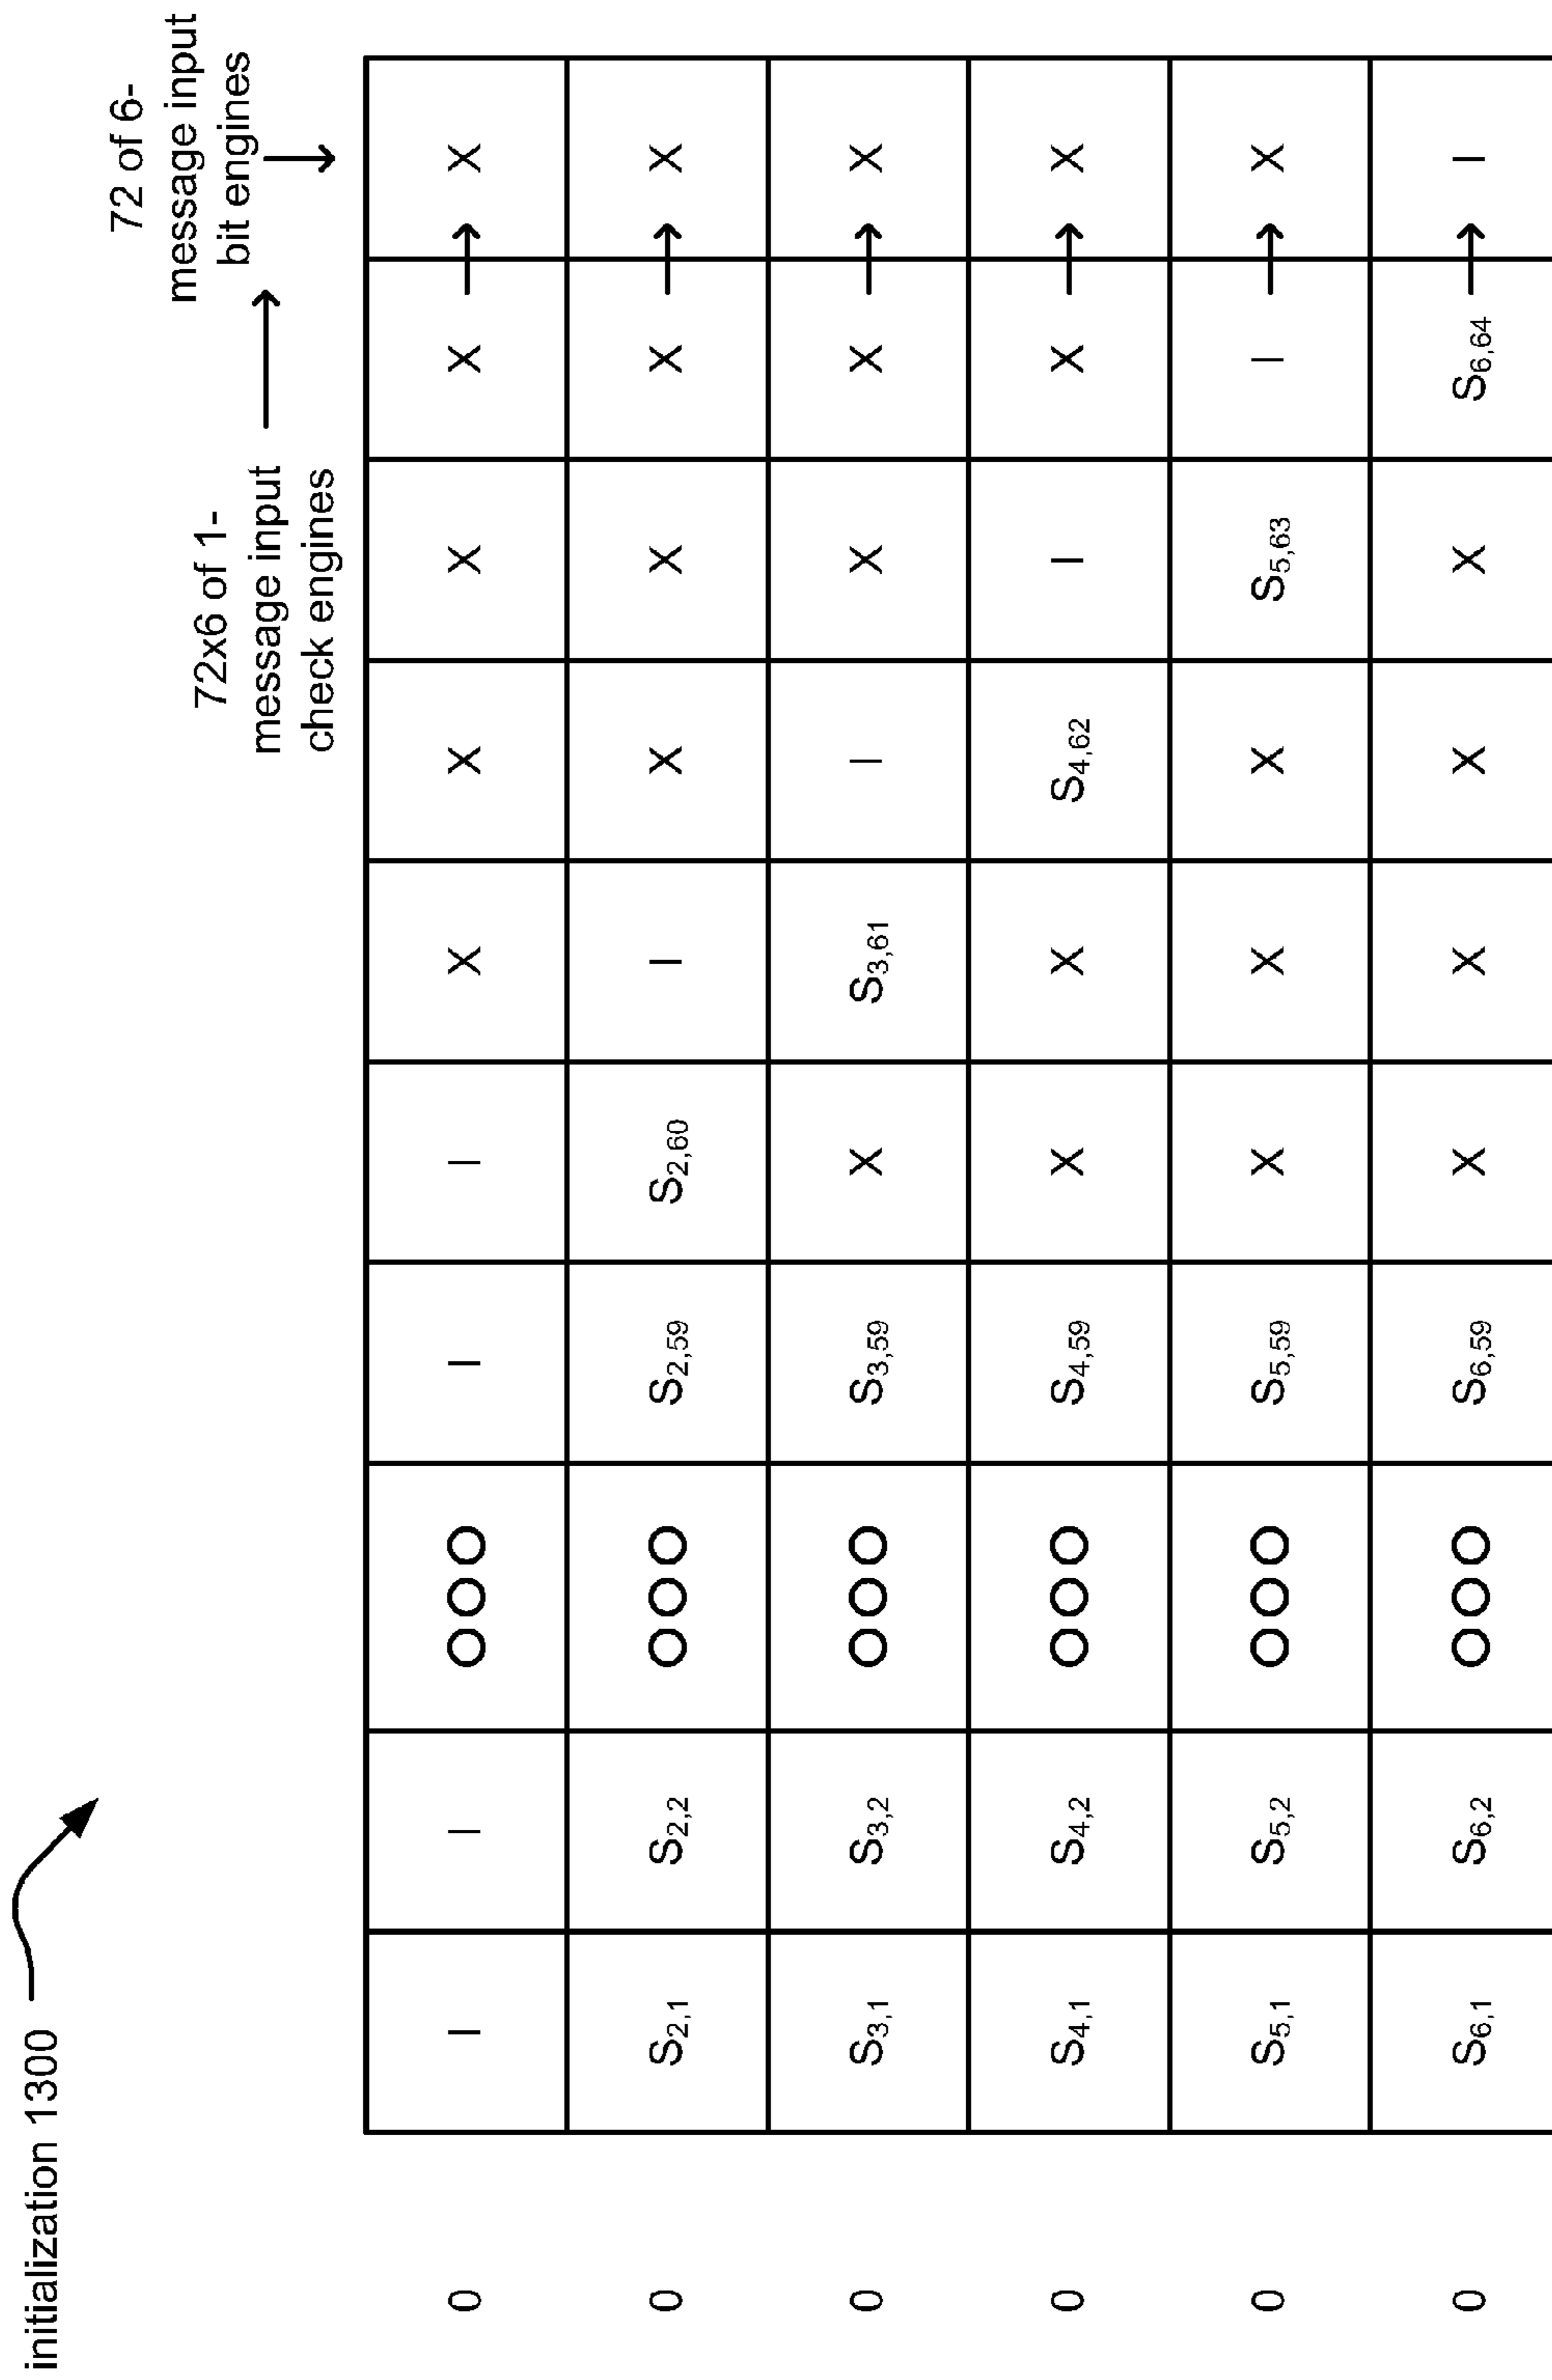 initialization 1300
72 of 6-
message input
bit engines
72x6 of 1-
message input
check engines
0 I I OOO I I X X X X X
0 S2,1 S2,2 OOO S2,59 S2,60 I X X X X
0 S3,1 S3,2 OOO S3,59 X S3,61 I X X X
0 S4,1 S4,2 OOO S4,59 X X S4,62 I X X
0 S5,1 S5,2 OOO S5,59 X X X S5,63 I X
0 S6,1 S6,2 OOO S6,59 X X X X S6,64 I